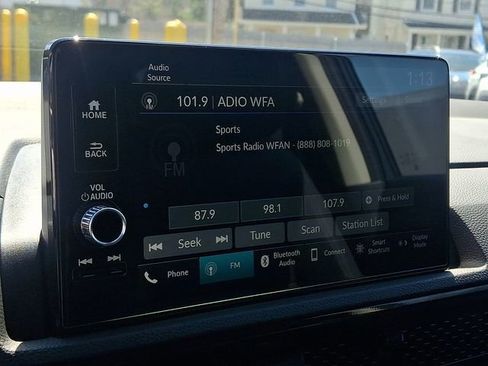 Audio
Source
1:13
HOME
BACK
101.9 | ADIO WFA
Settings
Sports
Sports Radio WFAN - (888) 808-1019
FM
VOL
AUDIO
87.9
98.1
107.9
Press & Hold
Seek
Tune
Scan
Station List
Phone
FM
Bluetooth
Audio
Connect
Smart
Shortcuts
Display
Mode